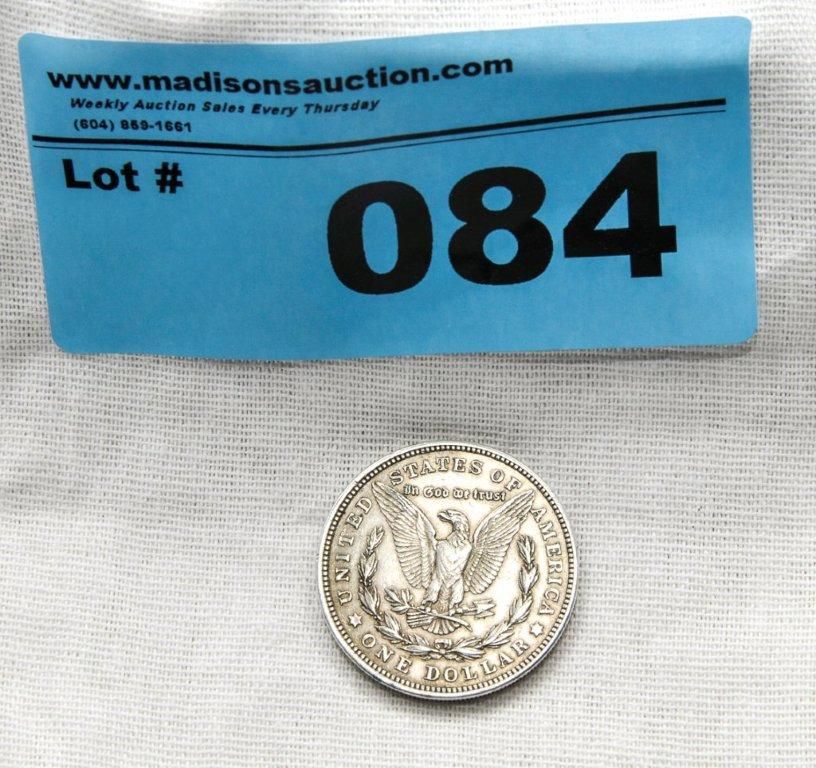 www.madisonsauction.com
Weekly Auction Sales Every Thursday
(604) 859-1661
Lot # 084
UNITED STATES OF AMERICA
In God we trust
ONE DOLLAR